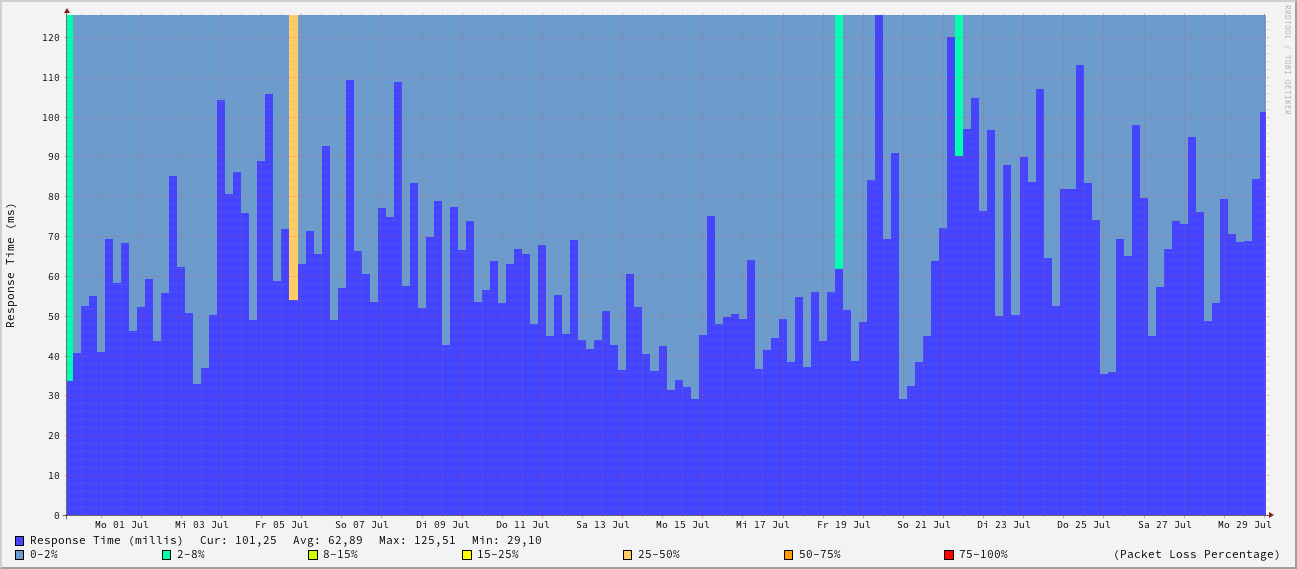 RRDTOOL / TOBI OETIKER
Response Time (ms)
120
110
100
90
80
70
60
50
40
30
20
10
0
Mo 01 Jul Mi 03 Jul Fr 05 Jul So 07 Jul Di 09 Jul Do 11 Jul Sa 13 Jul Mo 15 Jul Mi 17 Jul Fr 19 Jul So 21 Jul Di 23 Jul Do 25 Jul Sa 27 Jul Mo 29 Jul
Response Time (millis) Cur: 101,25 Avg: 62,89 Max: 125,51 Min: 29,10
0-2% 2-8% 8-15% 15-25% 25-50% 50-75% 75-100% (Packet Loss Percentage)